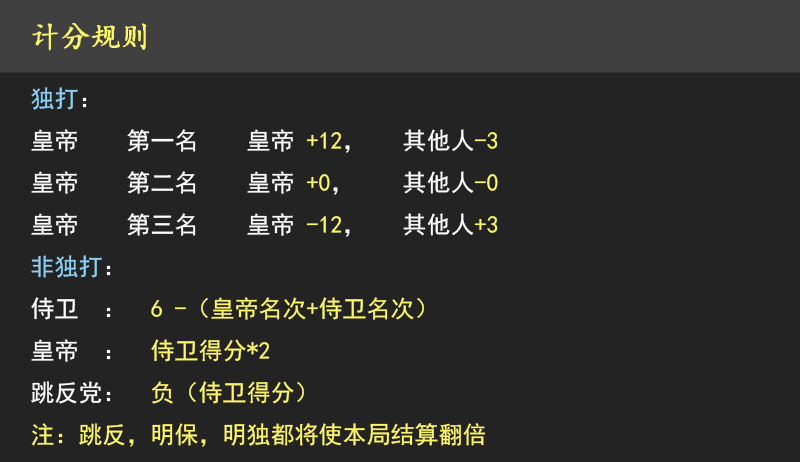 计分规则
独打：
皇帝 第一名 皇帝 +12， 其他人-3
皇帝 第二名 皇帝 +0， 其他人-0
皇帝 第三名 皇帝 -12， 其他人+3
非独打：
侍卫 ： 6 -（皇帝名次+侍卫名次）
皇帝 ： 侍卫得分*2
跳反党： 负（侍卫得分）
注：跳反，明保，明独都将使本局结算翻倍